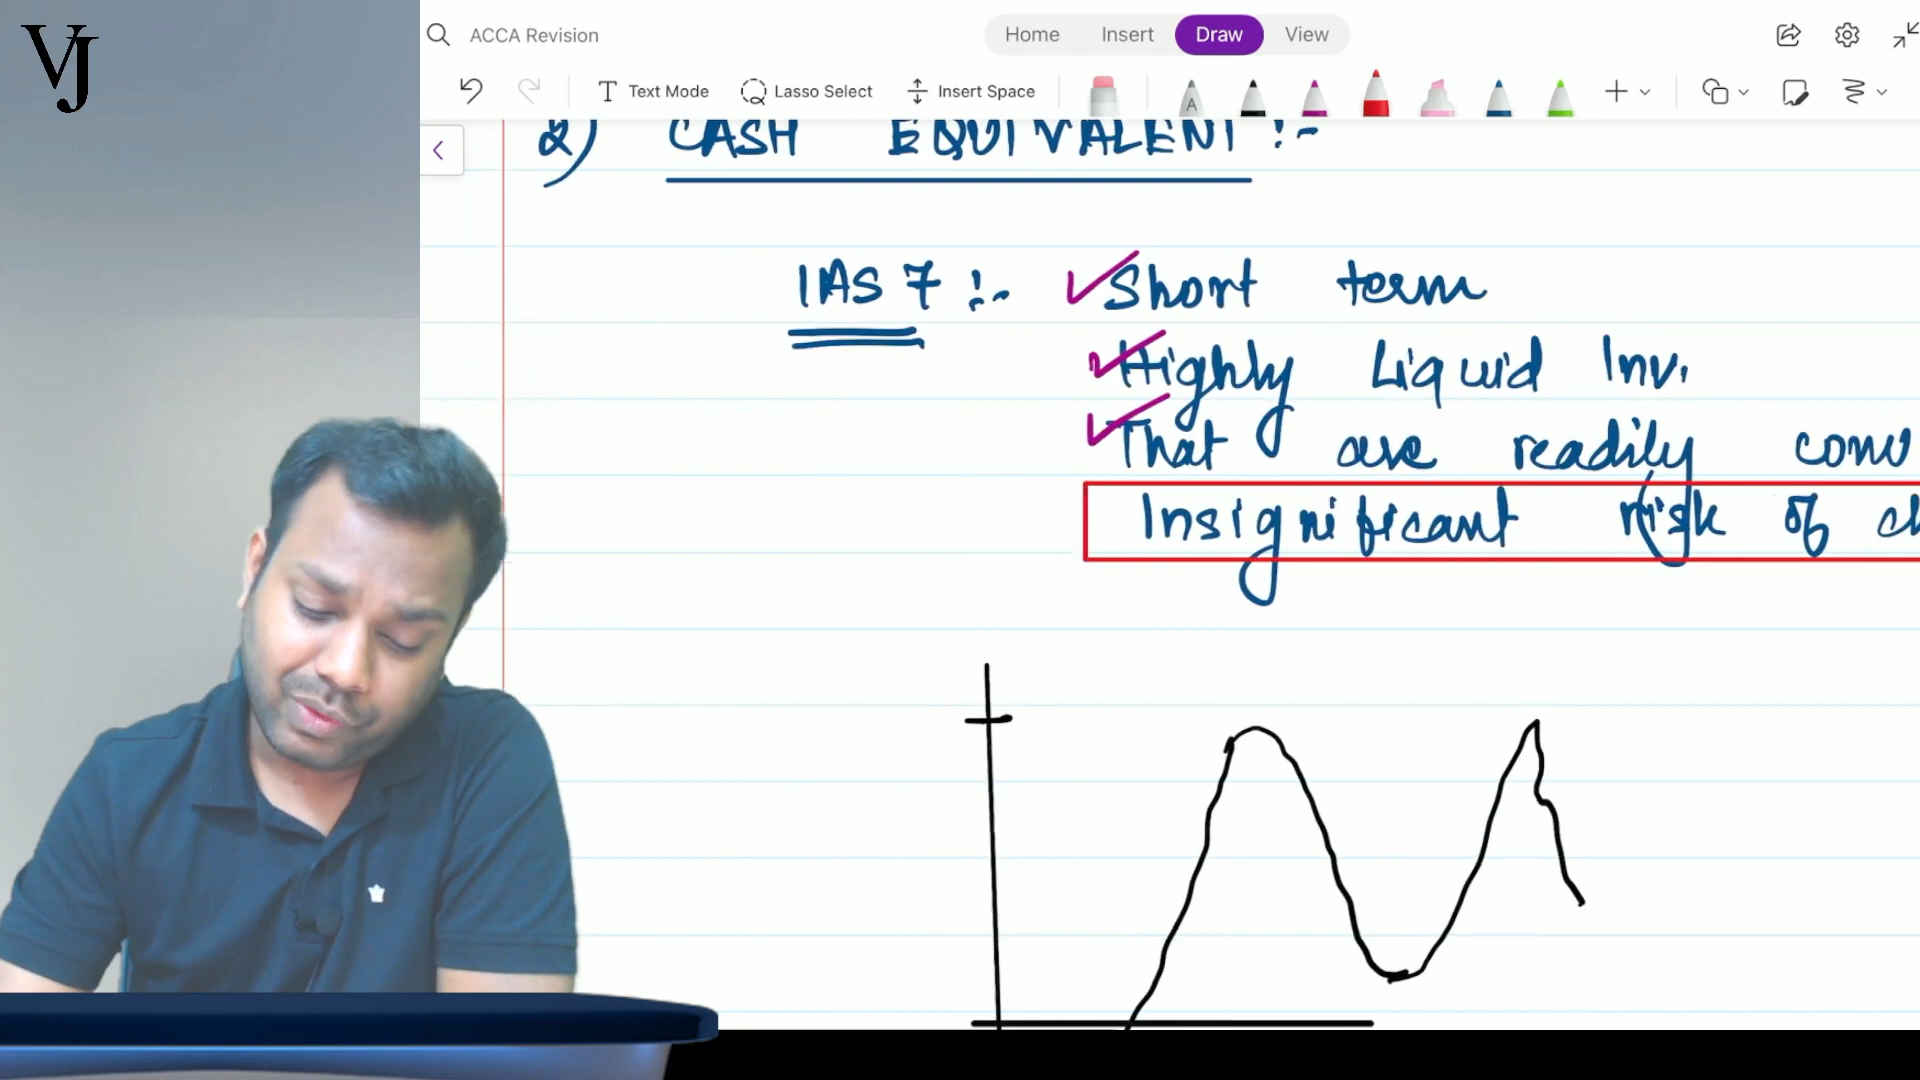 VJ
ACCA Revision
Home Insert Draw View
Text Mode Lasso Select Insert Space
A
2) CASH EQUIVALENT :-
IAS 7 :- Short term
Highly Liquid Inv.
That are readily conv
Insignificant risk of ch